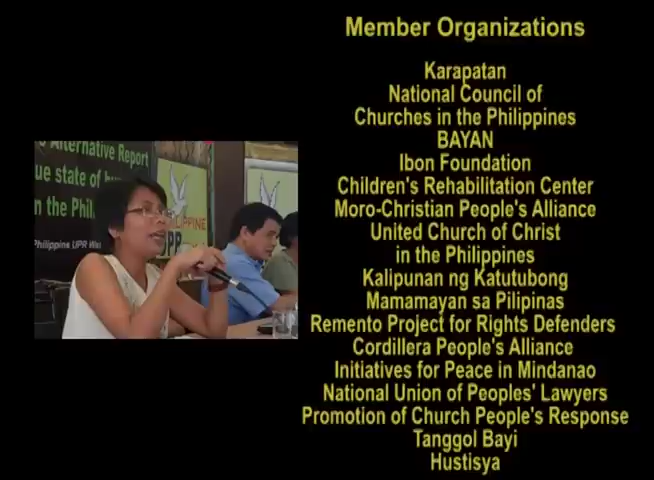 Member Organizations
Karapatan
National Council of
Churches in the Philippines
BAYAN
Ibon Foundation
Children's Rehabilitation Center
Moro-Christian People's Alliance
United Church of Christ
in the Philippines
Kalipunan ng Katutubong
Mamamayan sa Pilipinas
Remento Project for Rights Defenders
Cordillera People's Alliance
Initiatives for Peace in Mindanao
National Union of Peoples' Lawyers
Promotion of Church People's Response
Tanggol Bayi
Hustisya
Alternative Report
ue state of
n the Phil
Philippine UPR Wa